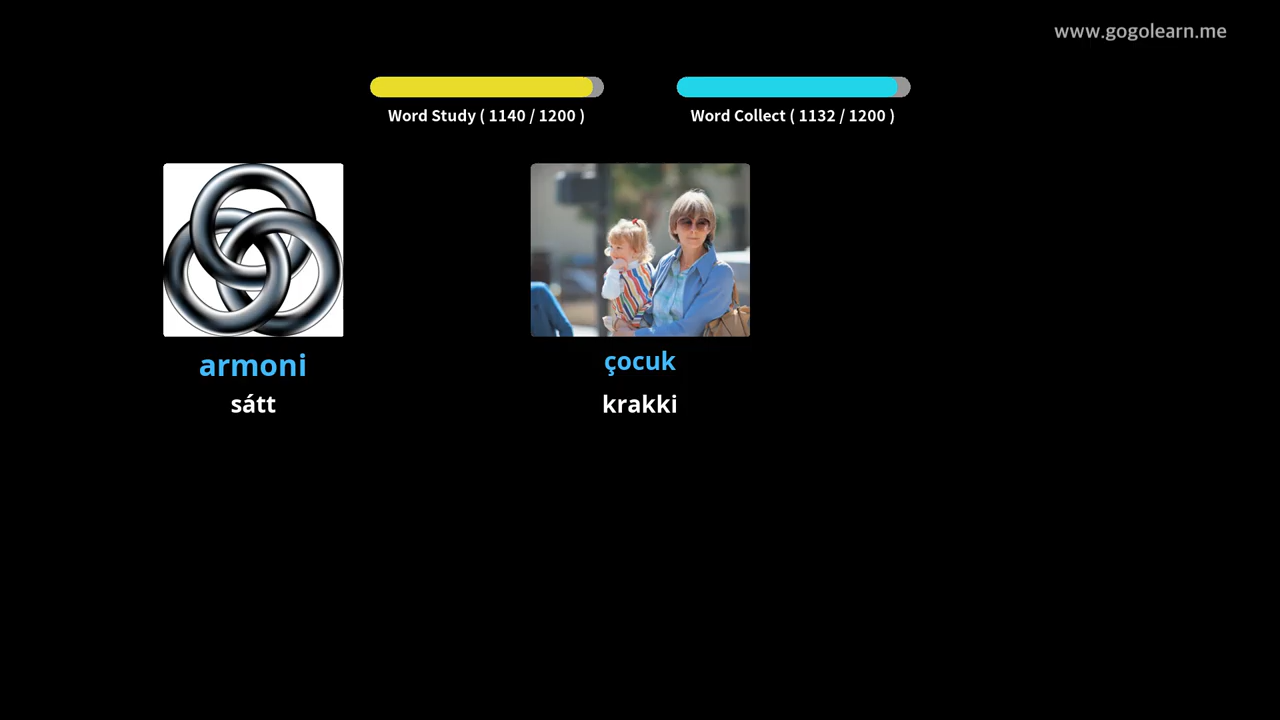 www.gogolearn.me
Word Study ( 1140 / 1200 )
Word Collect ( 1132 / 1200 )
armoni
sátt
çocuk
krakki